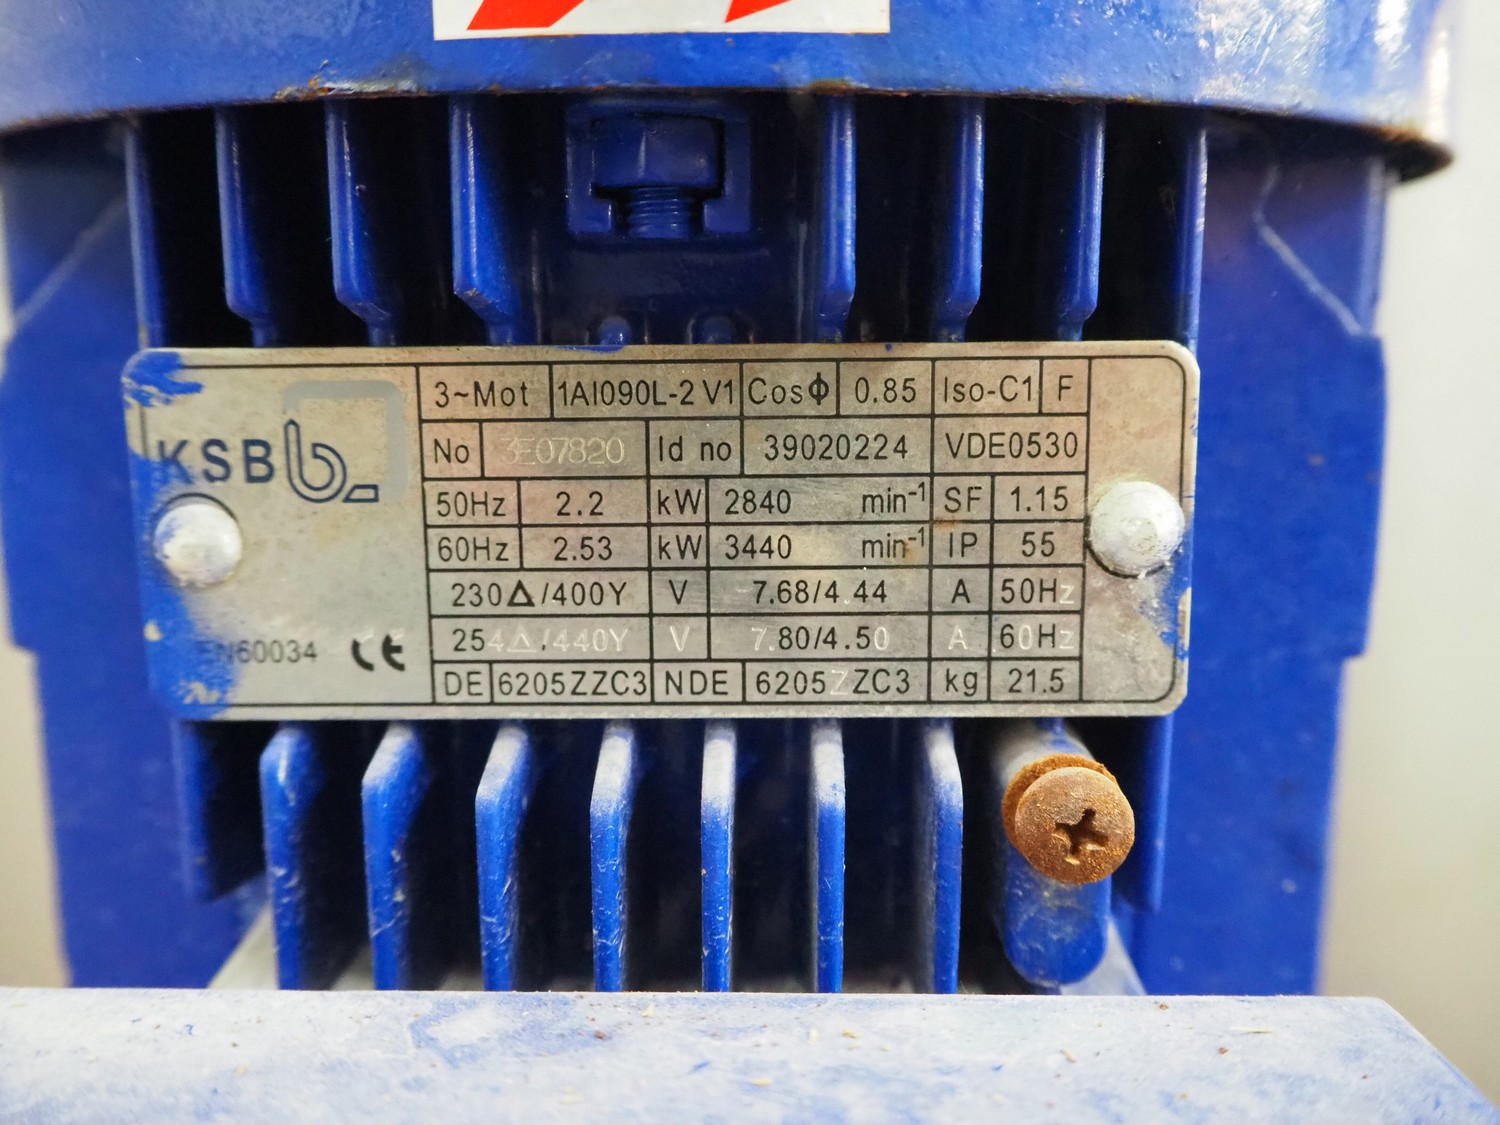 KSB b
3~Mot 1AI090L-2 V1 CosΦ 0.85 Iso-C1 F
No 3E07820 Id no 39020224 VDE0530
50Hz 2.2 kW 2840 min⁻¹ SF 1.15
60Hz 2.53 kW 3440 min⁻¹ IP 55
230Δ/400Y V 7.68/4.44 A 50Hz
254Δ/440Y V 7.80/4.50 A 60Hz
DE 6205ZZC3 NDE 6205ZZC3 kg 21.5
EN60034 CE